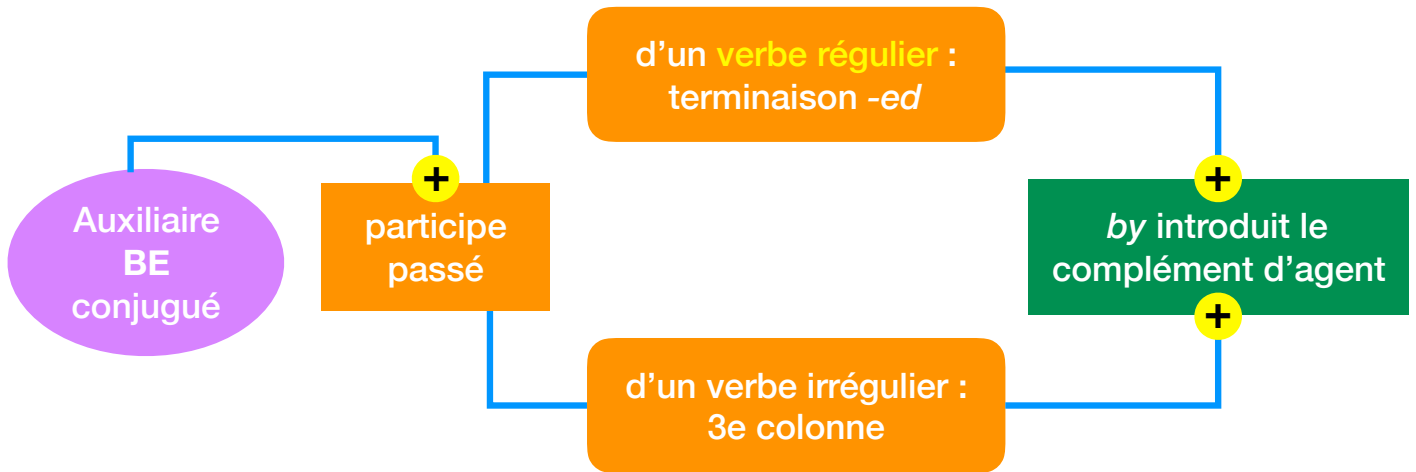 Auxiliaire
BE
conjugué
+
participe
passé
d’un verbe régulier :
terminaison -ed
d’un verbe irrégulier :
3e colonne
+
by introduit le
complément d’agent
+